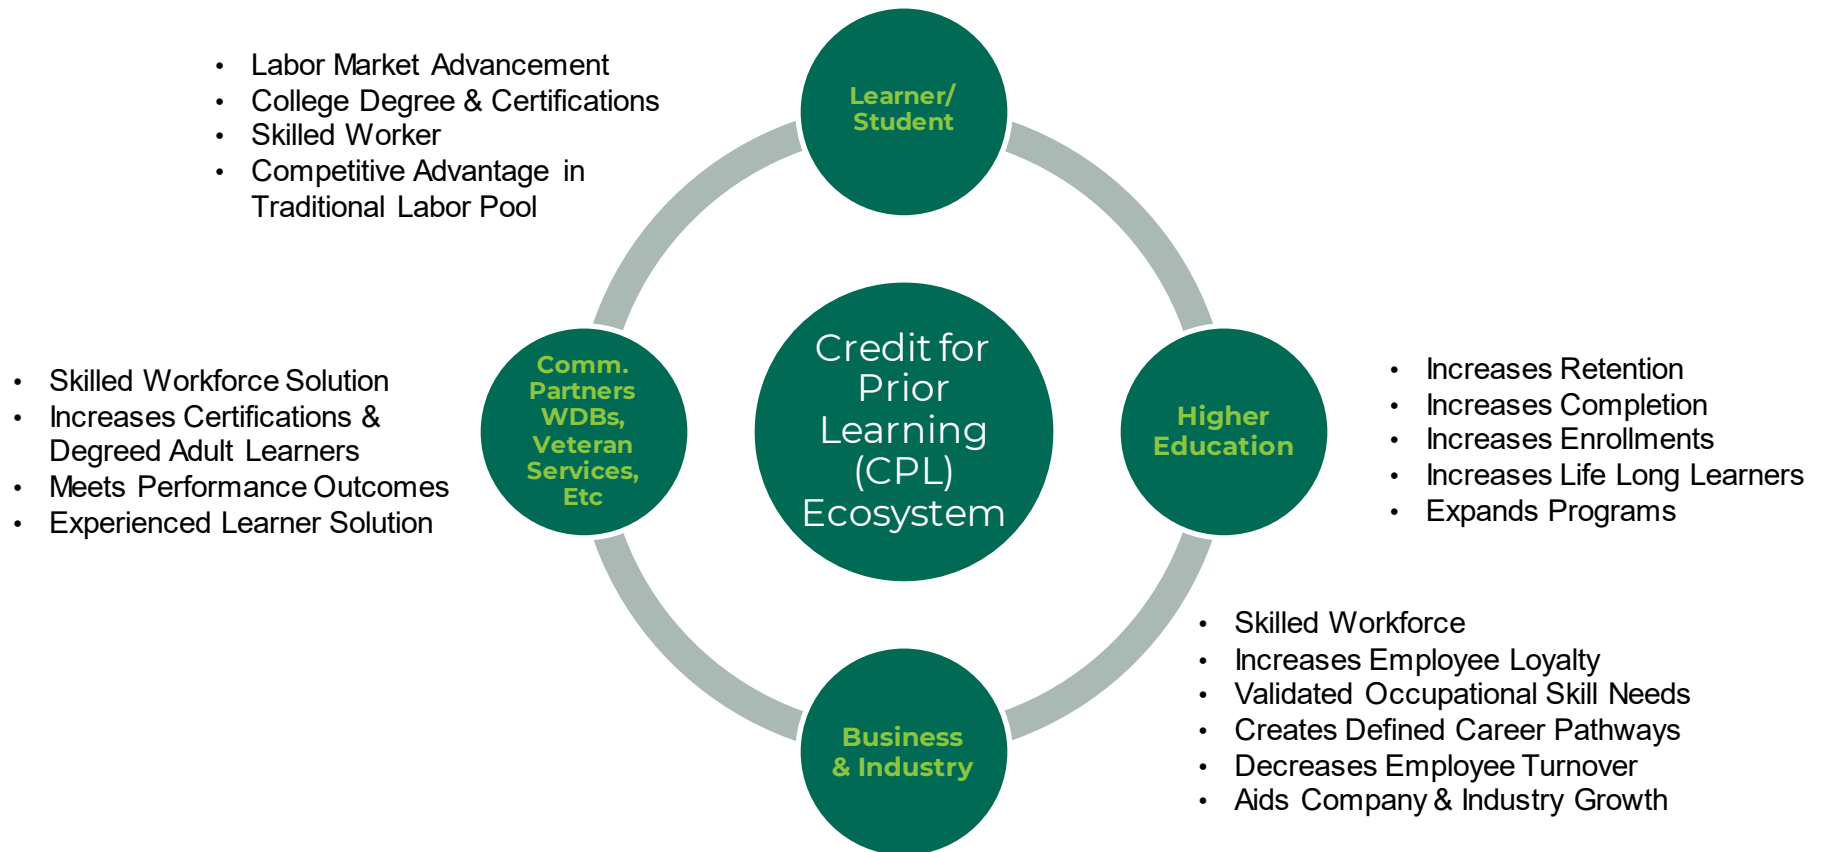 Learner/
Student
• Labor Market Advancement
• College Degree & Certifications
• Skilled Worker
• Competitive Advantage in
Traditional Labor Pool
Credit for
Prior
Learning
(CPL)
Ecosystem
Higher
Education
• Increases Retention
• Increases Completion
• Increases Enrollments
• Increases Life Long Learners
• Expands Programs
Business
& Industry
• Skilled Workforce
• Increases Employee Loyalty
• Validated Occupational Skill Needs
• Creates Defined Career Pathways
• Decreases Employee Turnover
• Aids Company & Industry Growth
Comm.
Partners
WDBs,
Veteran
Services,
Etc
• Skilled Workforce Solution
• Increases Certifications &
Degreed Adult Learners
• Meets Performance Outcomes
• Experienced Learner Solution